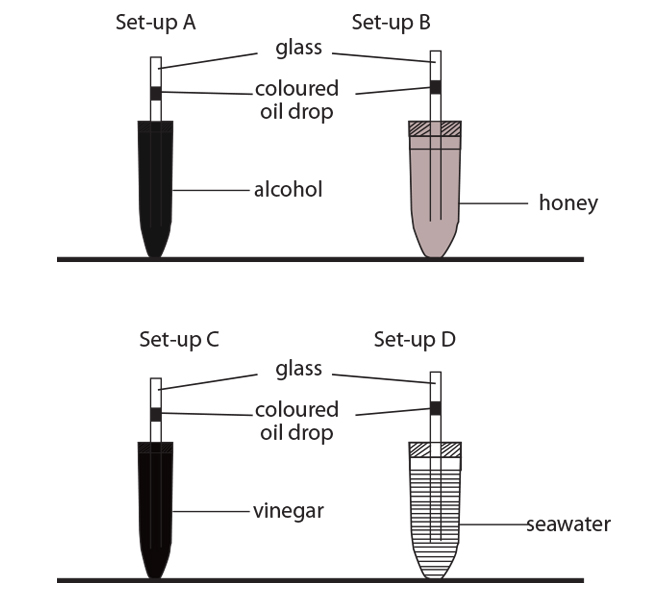 Set-up A
Set-up B
glass
coloured
oil drop
alcohol
honey
Set-up C
Set-up D
glass
coloured
oil drop
vinegar
seawater